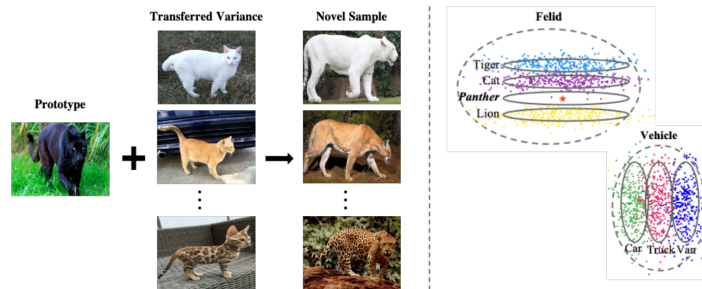 Transferred Variance
Novel Sample
Prototype
Felid
Tiger
Cat
Panther
Lion
Vehicle
Car
Truck
Van